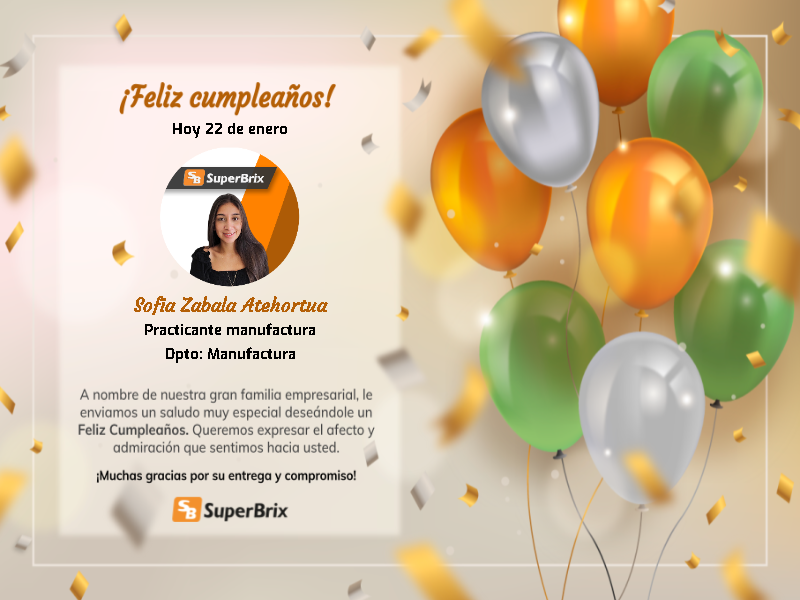 ¡Feliz cumpleaños!
Hoy 22 de enero
SB SuperBrix
Sofia Zabala Atehortua
Practicante manufactura
Dpto: Manufactura
A nombre de nuestra gran familia empresarial, le
enviamos un saludo muy especial deseándole un
Feliz Cumpleaños. Queremos expresar el afecto y
admiración que sentimos hacia usted.
¡Muchas gracias por su entrega y compromiso!
SB SuperBrix